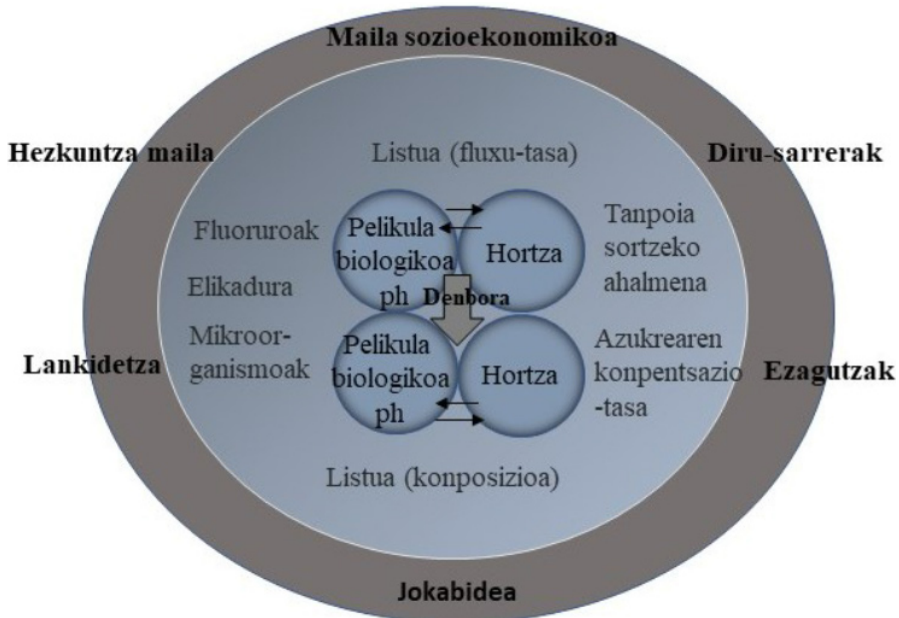 Maila sozioekonomikoa
Hezkuntza maila
Listua (fluxu-tasa)
Diru-sarrerak
Fluoruroak
Elikadura
Mikroor-
ganismoak
Pelikula
biologikoa
ph
Hortza
Tanpoia
sortzeko
ahalmena
Denbora
Pelikula
biologikoa
ph
Hortza
Azukrearen
konpentsazio
-tasa
Lankidetza
Ezagutzak
Listua (konposizioa)
Jokabidea